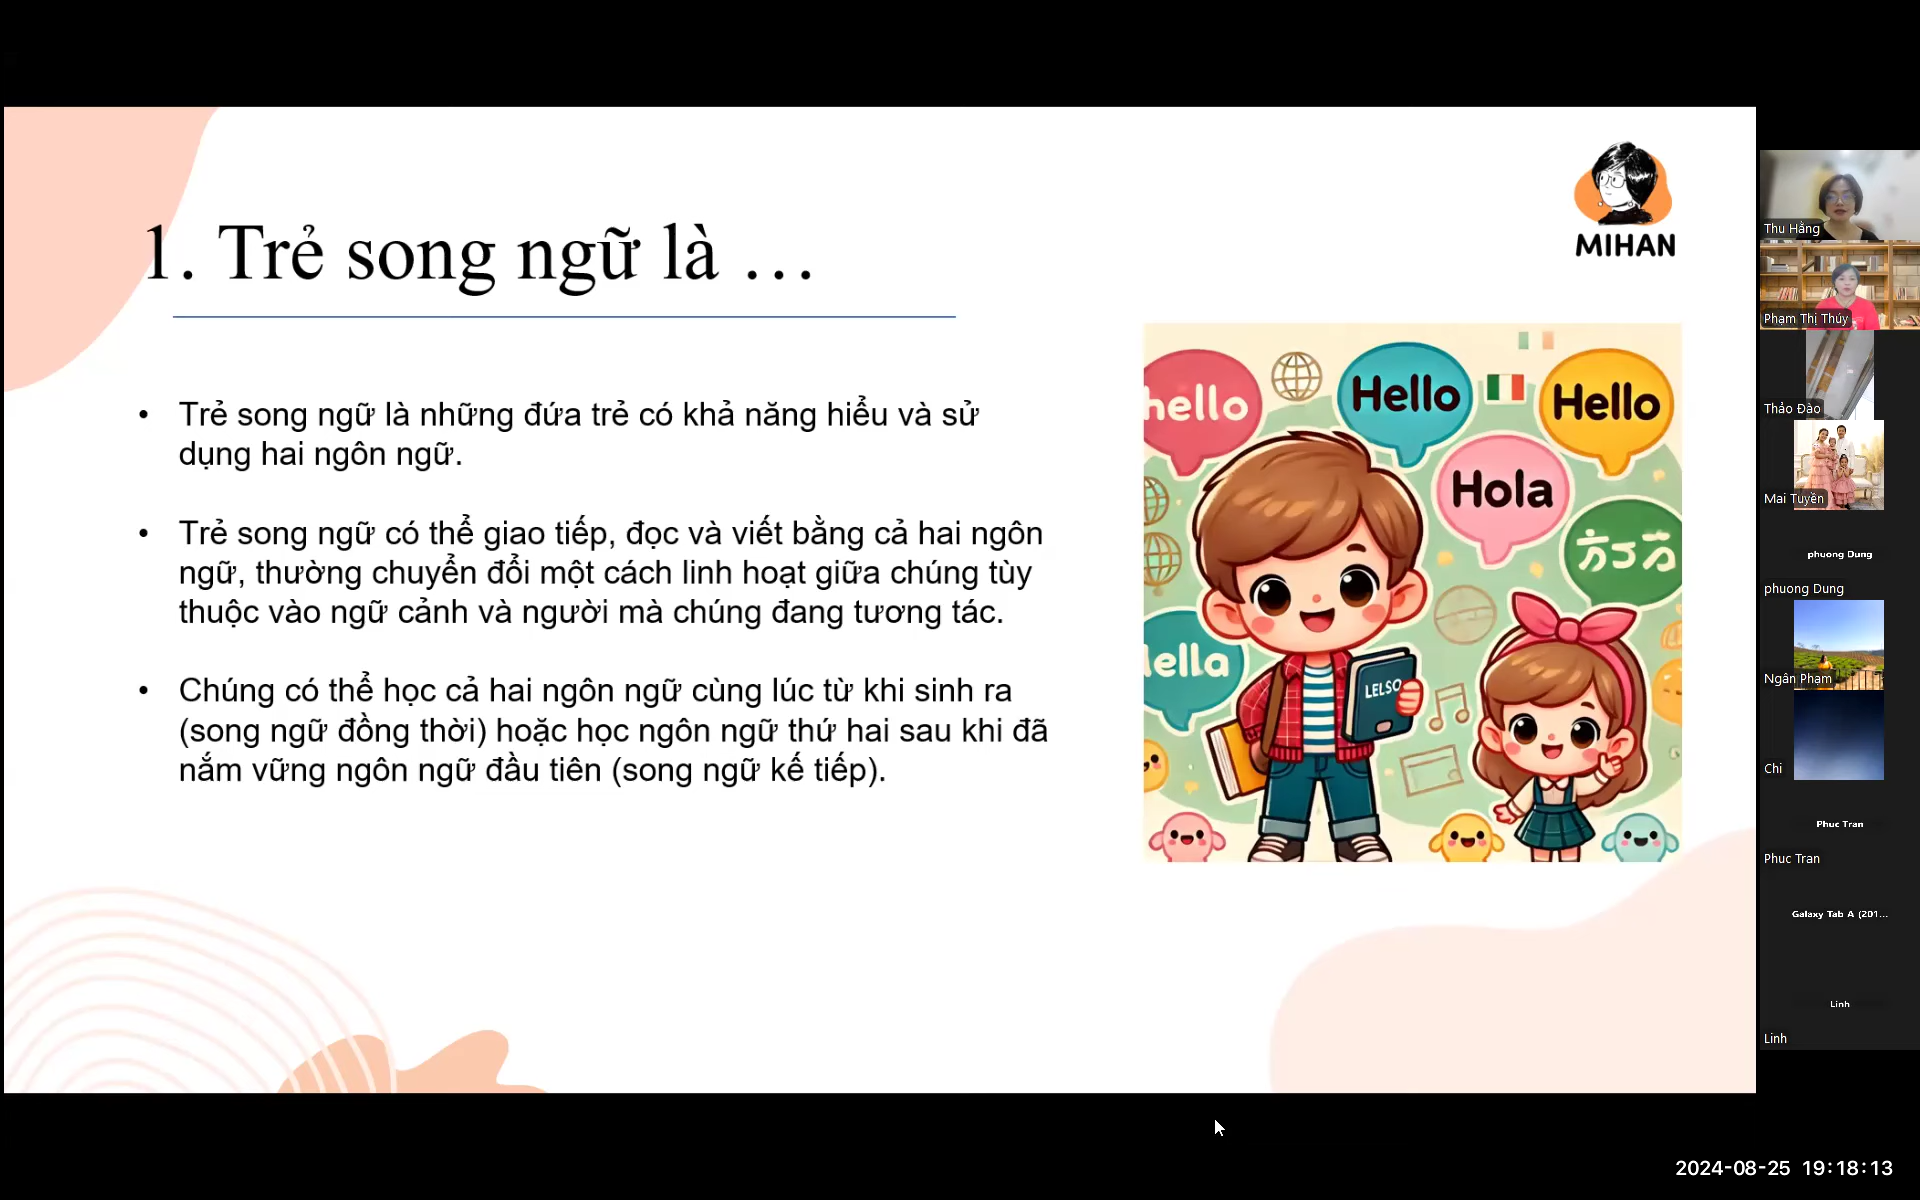 1. Trẻ song ngữ là ...
MIHAN
• Trẻ song ngữ là những đứa trẻ có khả năng hiểu và sử
dụng hai ngôn ngữ.
• Trẻ song ngữ có thể giao tiếp, đọc và viết bằng cả hai ngôn
ngữ, thường chuyển đổi một cách linh hoạt giữa chúng tùy
thuộc vào ngữ cảnh và người mà chúng đang tương tác.
• Chúng có thể học cả hai ngôn ngữ cùng lúc từ khi sinh ra
(song ngữ đồng thời) hoặc học ngôn ngữ thứ hai sau khi đã
nắm vững ngôn ngữ đầu tiên (song ngữ kế tiếp).
hello
Hello
Hello
Hola
ella
LELSO
Thu Hằng
Phạm Thị Thúy
Thảo Đào
Mai Tuyền
phuong Dung
phuong Dung
Ngân Phạm
Chi
Phuc Tran
Phuc Tran
Galaxy Tab A (201...
Linh
Linh
2024-08-25 19:18:13